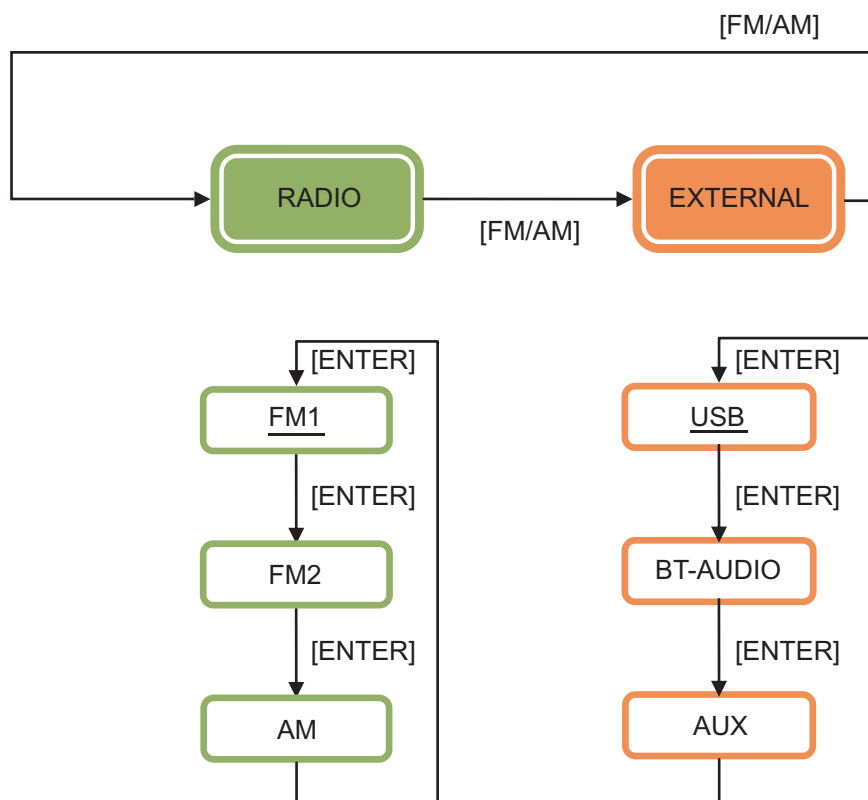 [FM/AM]
RADIO
EXTERNAL
[FM/AM]
[ENTER]
[ENTER]
FM1
USB
[ENTER]
[ENTER]
FM2
BT-AUDIO
[ENTER]
[ENTER]
AM
AUX